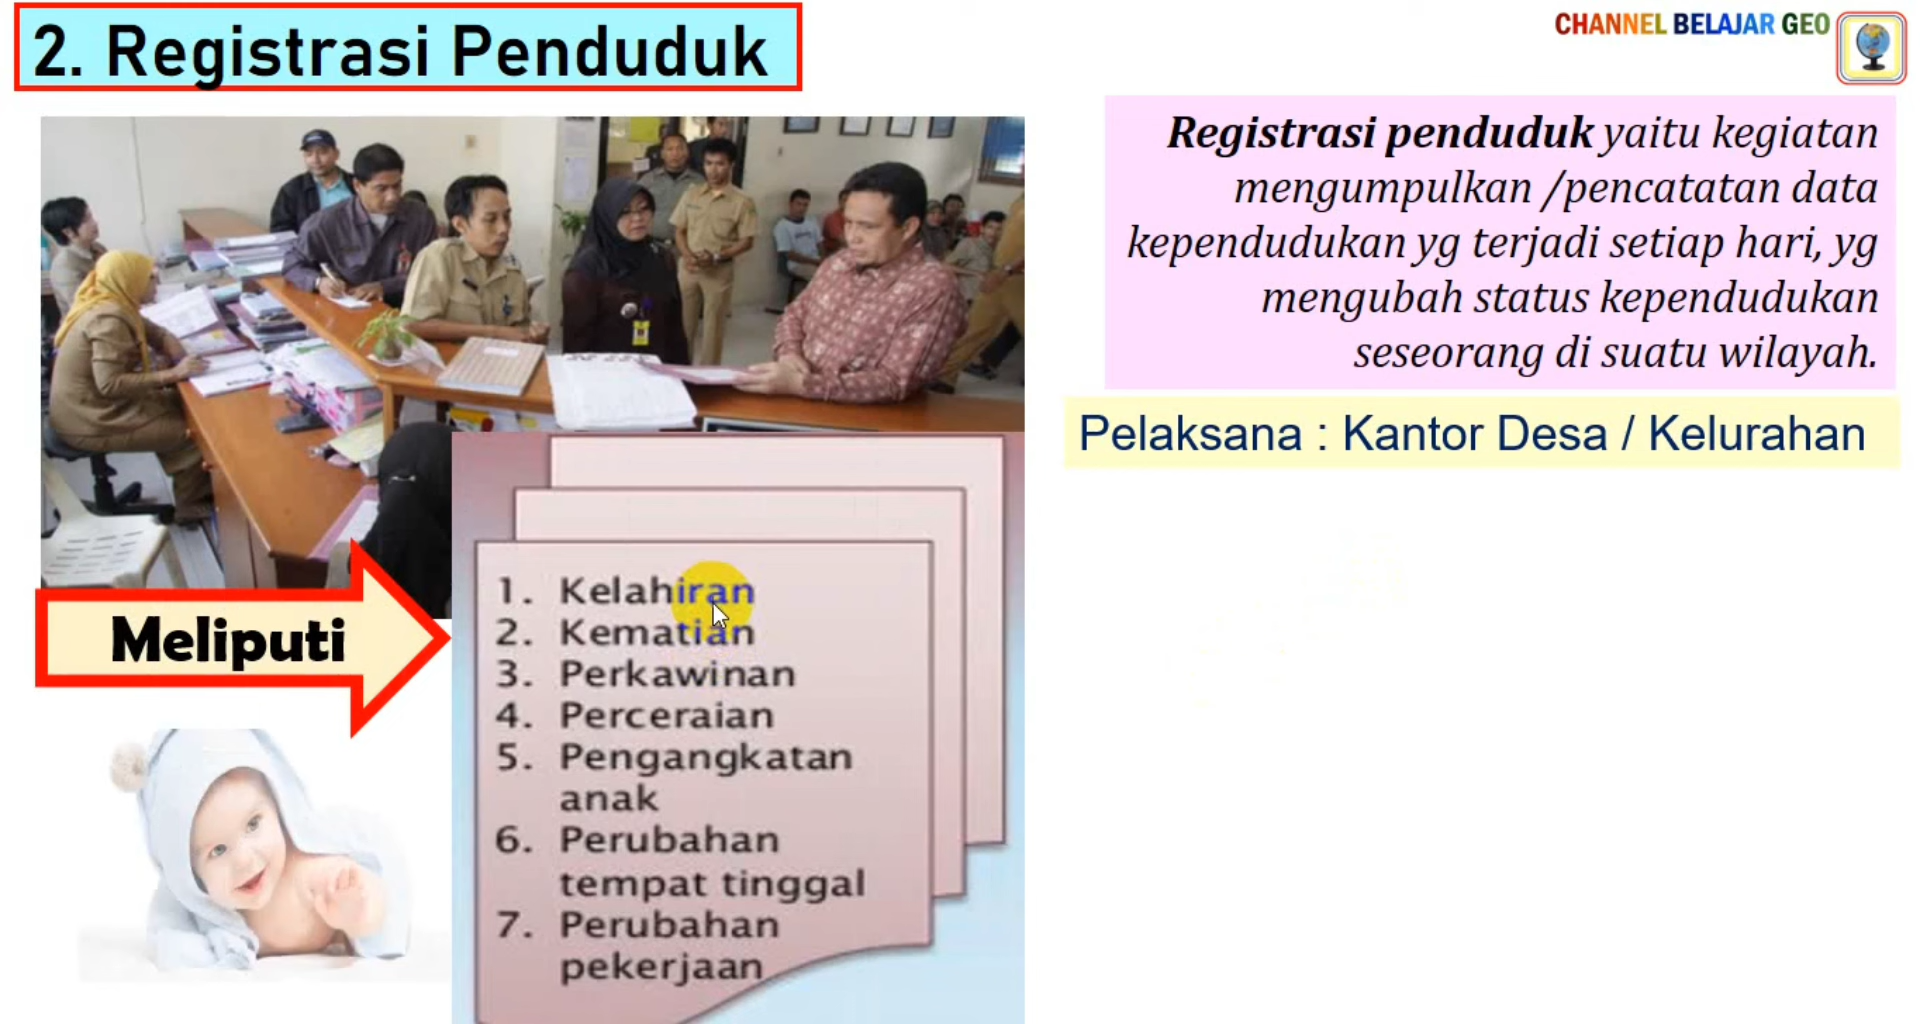 2. Registrasi Penduduk
CHANNEL BELAJAR GEO
Registrasi penduduk yaitu kegiatan
mengumpulkan /pencatatan data
kependudukan yg terjadi setiap hari, yg
mengubah status kependudukan
seseorang di suatu wilayah.
Pelaksana : Kantor Desa / Kelurahan
Meliputi
1. Kelahiran
2. Kematian
3. Perkawinan
4. Perceraian
5. Pengangkatan
anak
6. Perubahan
tempat tinggal
7. Perubahan
pekerjaan